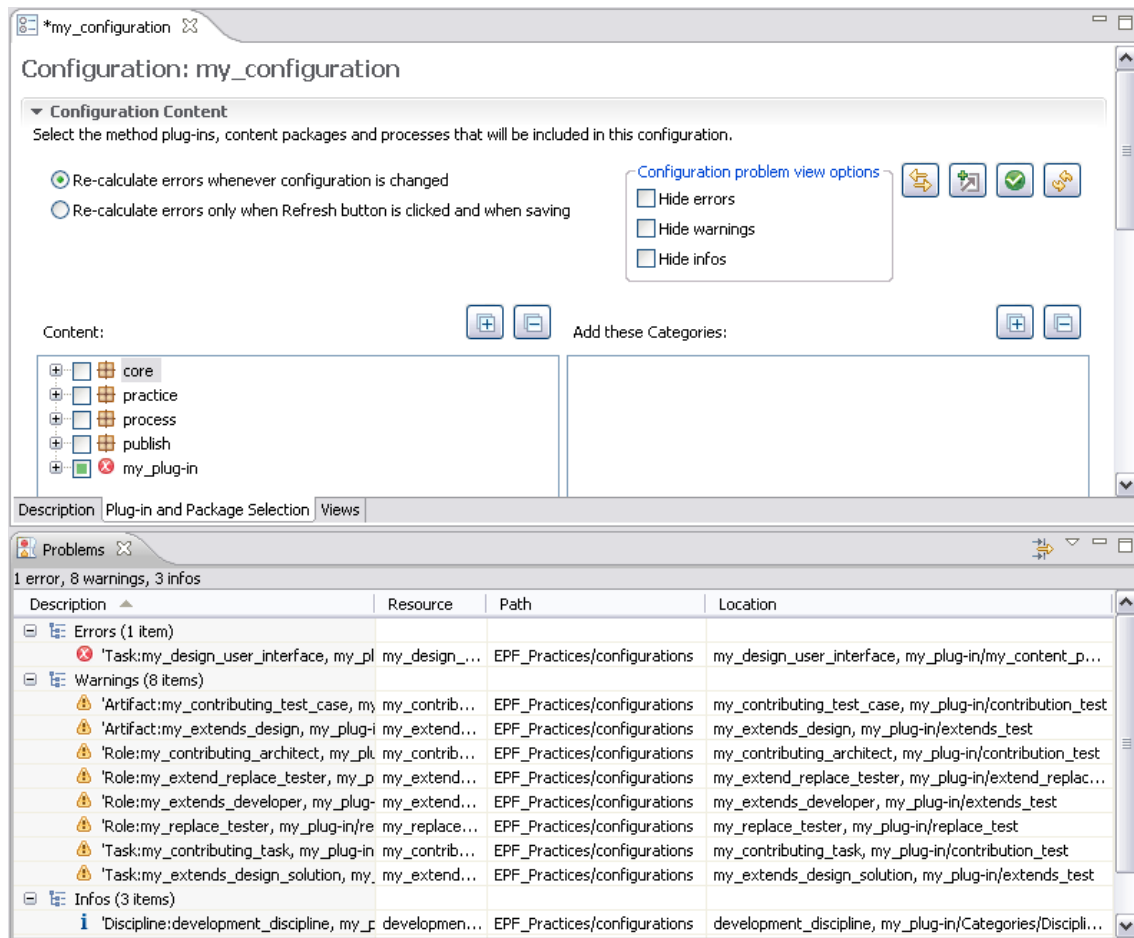 *my_configuration
Configuration: my_configuration
Configuration Content
Select the method plug-ins, content packages and processes that will be included in this configuration.
Re-calculate errors whenever configuration is changed
Re-calculate errors only when Refresh button is clicked and when saving
Configuration problem view options
Hide errors
Hide warnings
Hide infos
Content:
Add these Categories:
core
practice
process
publish
my_plug-in
Description Plug-in and Package Selection Views
Problems
1 error, 8 warnings, 3 infos
Description Resource Path Location
Errors (1 item)
'Task:my_design_user_interface, my_pl my_design_... EPF_Practices/configurations my_design_user_interface, my_plug-in/my_content_p...
Warnings (8 items)
'Artifact:my_contributing_test_case, my my_contrib... EPF_Practices/configurations my_contributing_test_case, my_plug-in/contribution_test
'Artifact:my_extends_design, my_plug-i my_extend... EPF_Practices/configurations my_extends_design, my_plug-in/extends_test
'Role:my_contributing_architect, my_plu my_contrib... EPF_Practices/configurations my_contributing_architect, my_plug-in/contribution_test
'Role:my_extend_replace_tester, my_p my_extend... EPF_Practices/configurations my_extend_replace_tester, my_plug-in/extend_replac...
'Role:my_extends_developer, my_plug- my_extend... EPF_Practices/configurations my_extends_developer, my_plug-in/extends_test
'Role:my_replace_tester, my_plug-in/re my_replace... EPF_Practices/configurations my_replace_tester, my_plug-in/replace_test
'Task:my_contributing_task, my_plug-in my_contrib... EPF_Practices/configurations my_contributing_task, my_plug-in/contribution_test
'Task:my_extends_design_solution, my_ my_extend... EPF_Practices/configurations my_extends_design_solution, my_plug-in/extends_test
Infos (3 items)
'Discipline:development_discipline, my_p developmen... EPF_Practices/configurations development_discipline, my_plug-in/Categories/Discipli...